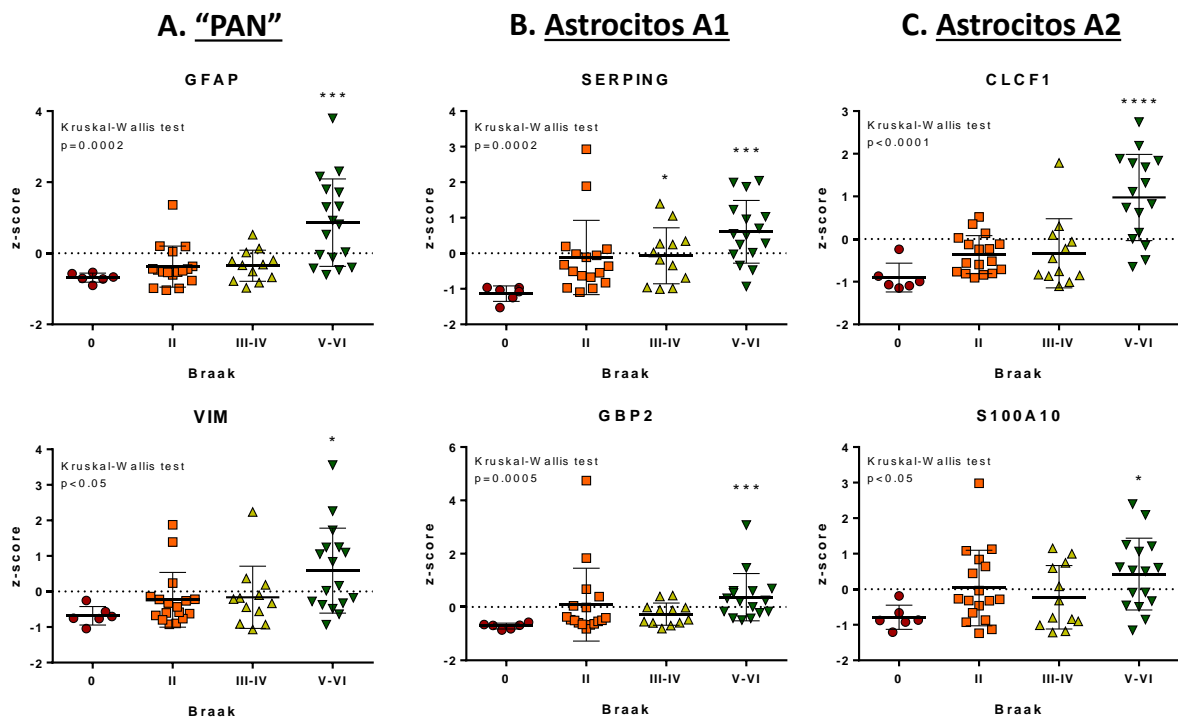 A. "PAN"
B. Astrocitos A1
C. Astrocitos A2
GFAP
***
Kruskal-Wallis test
p=0.0002
z-score
4
2
0
-2
0
II
III-IV
V-VI
Braak
SERPING
***
*
Kruskal-Wallis test
p=0.0002
z-score
4
3
2
1
0
-1
-2
0
II
III-IV
V-VI
Braak
CLCF1
****
Kruskal-Wallis test
p<0.0001
z-score
3
2
1
0
-1
-2
0
II
III-IV
V-VI
Braak
VIM
*
Kruskal-Wallis test
p<0.05
z-score
4
3
2
1
0
-1
-2
0
II
III-IV
V-VI
Braak
GBP2
***
Kruskal-Wallis test
p=0.0005
z-score
6
4
2
0
-2
0
II
III-IV
V-VI
Braak
S100A10
*
Kruskal-Wallis test
p<0.05
z-score
4
3
2
1
0
-1
-2
0
II
III-IV
V-VI
Braak